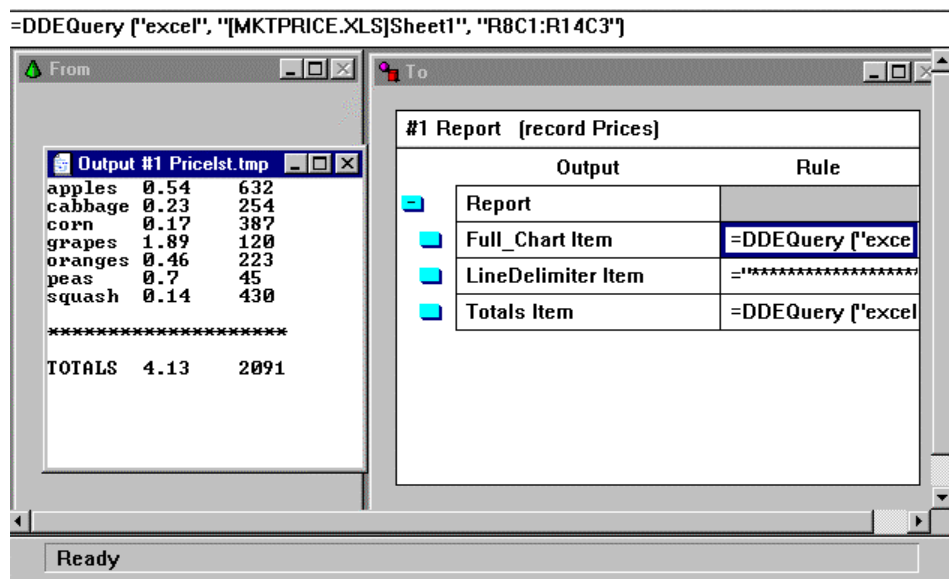 =DDEQuery ("excel", "[MKTPRICE.XLS]Sheet1", "R8C1:R14C3")
From
To
#1 Report (record Prices)
Output #1 Pricelst.tmp
Output Rule
apples 0.54 632
cabbage 0.23 254
corn 0.17 387
grapes 1.89 120
oranges 0.46 223
peas 0.7 45
squash 0.14 430
********************
TOTALS 4.13 2091
Report
Full_Chart Item =DDEQuery ("exce
LineDelimiter Item ="********************
Totals Item =DDEQuery ("excel
Ready